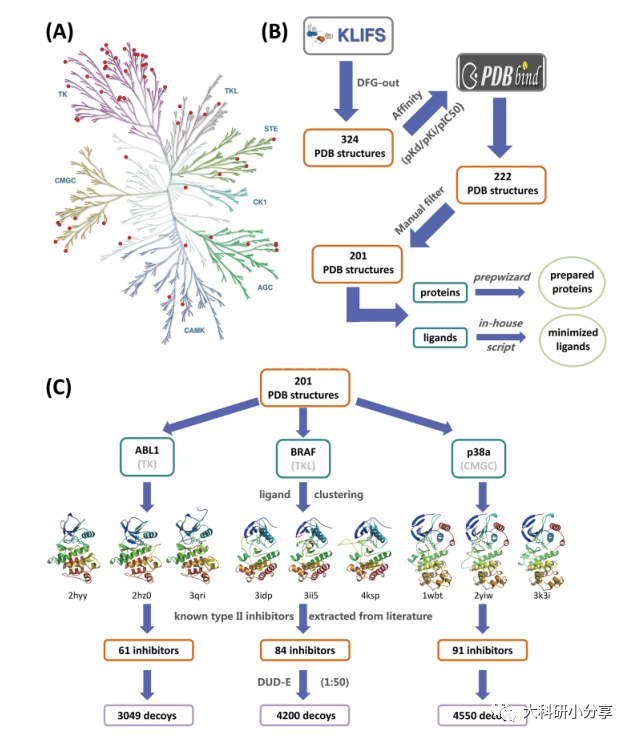 (A)
TK
TKL
STE
CK1
CMGC
AGC
CAMK
(B)
KLIFS
DFG-out
324
PDB structures
Affinity
(pKd/pKi/pIC50)
PDBbind
222
PDB structures
Manual filter
201
PDB structures
proteins
prepwizard
prepared
proteins
ligands
in-house
script
minimized
ligands
(C)
201
PDB structures
ABL1
(TK)
BRAF
(TKL)
p38a
(CMGC)
ligand clustering
2hyy 2hz0 3qri 3idp 3ii5 4ksp 1wbt 2yiw 3k3i
known type II inhibitors extracted from literature
61 inhibitors 84 inhibitors 91 inhibitors
DUD-E (1:50)
3049 decoys 4200 decoys 4550 decoys
大科研小分享